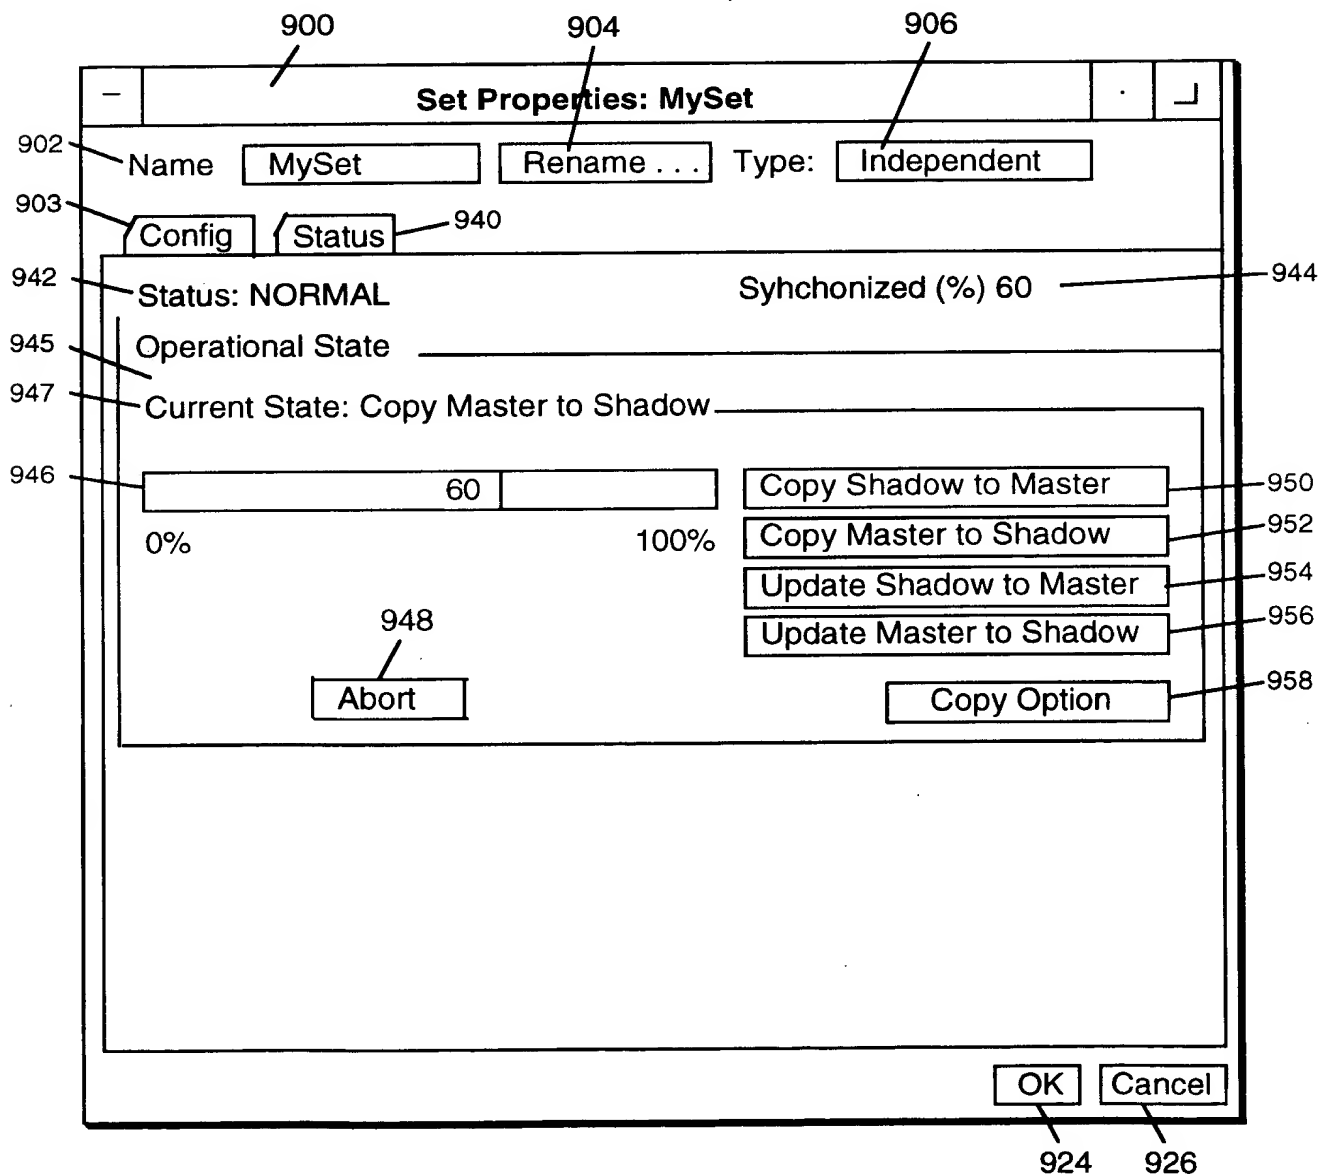 900 904 906
Set Properties: MySet
902 Name MySet Rename . . . Type: Independent
903 Config Status 940
942 Status: NORMAL Syhchonized (%) 60 944
945 Operational State
947 Current State: Copy Master to Shadow
946 60 Copy Shadow to Master 950
0% 100% Copy Master to Shadow 952
Update Shadow to Master 954
948 Update Master to Shadow 956
Abort Copy Option 958
OK Cancel
924 926